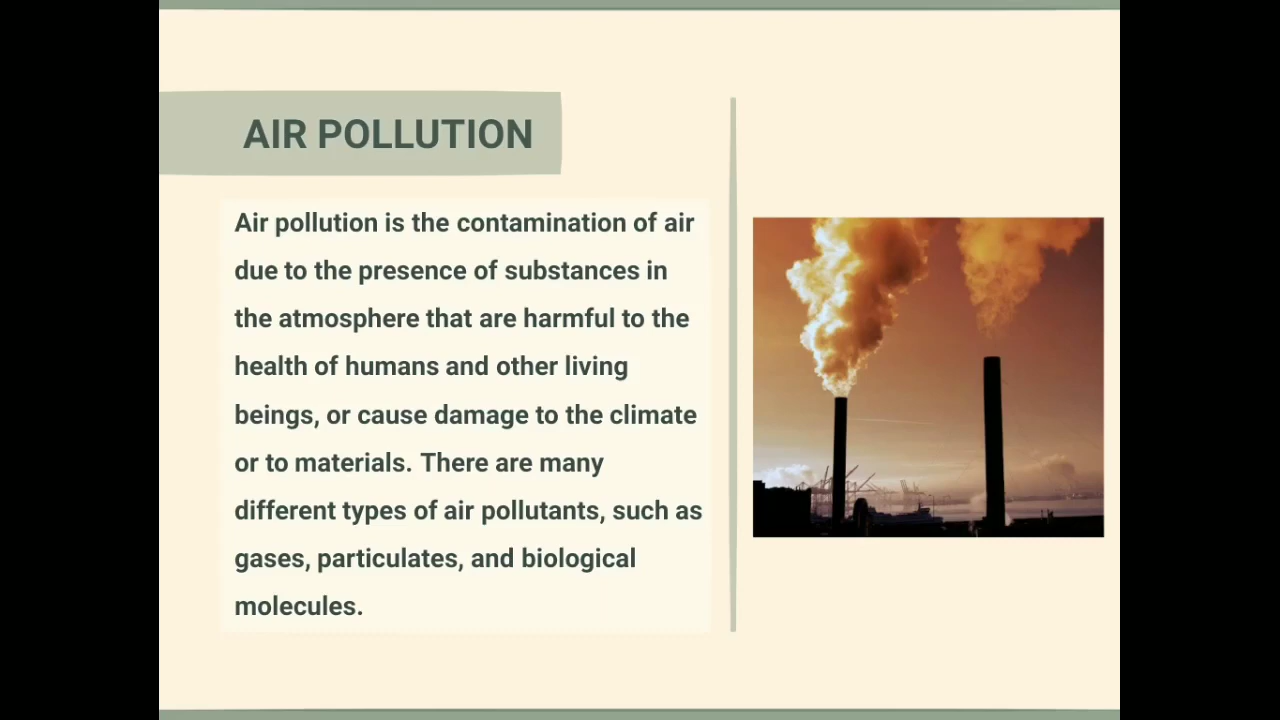 AIR POLLUTION
Air pollution is the contamination of air
due to the presence of substances in
the atmosphere that are harmful to the
health of humans and other living
beings, or cause damage to the climate
or to materials. There are many
different types of air pollutants, such as
gases, particulates, and biological
molecules.